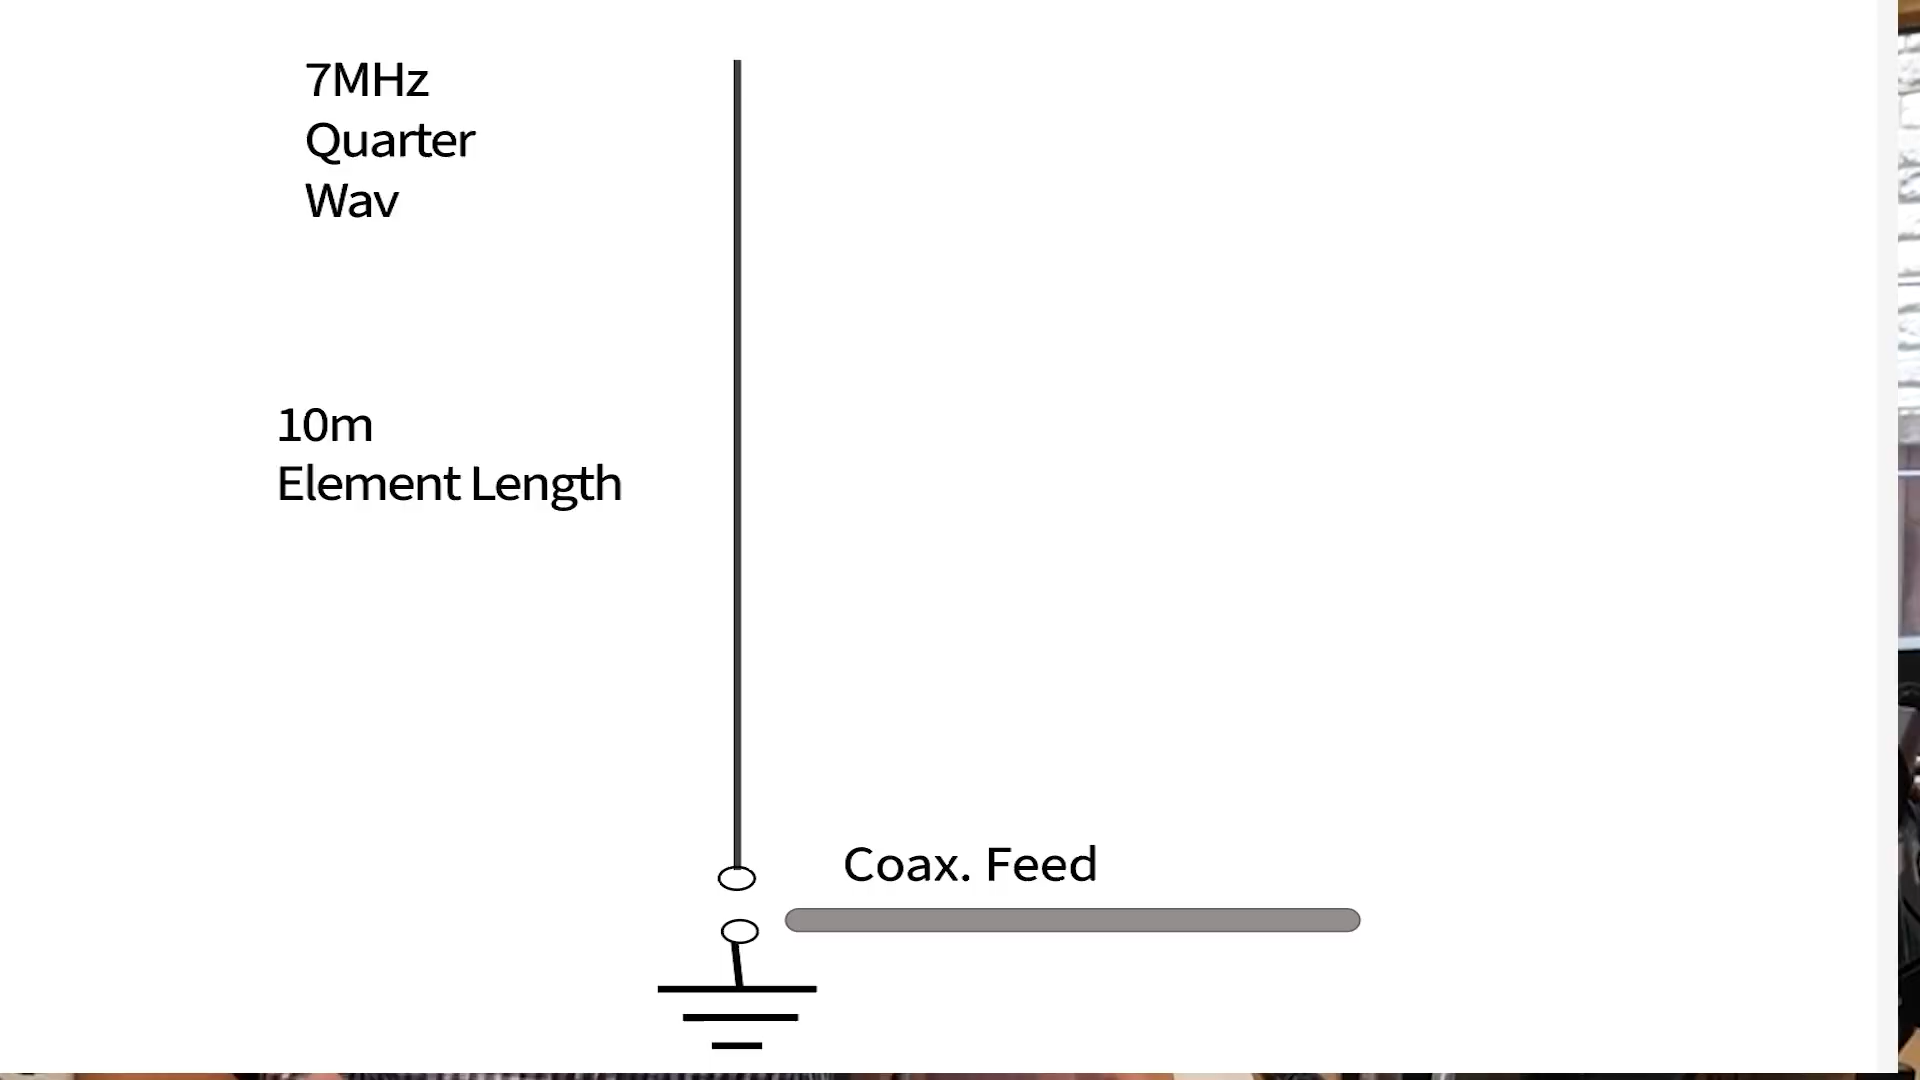 7MHz
Quarter
Wav
10m
Element Length
Coax. Feed